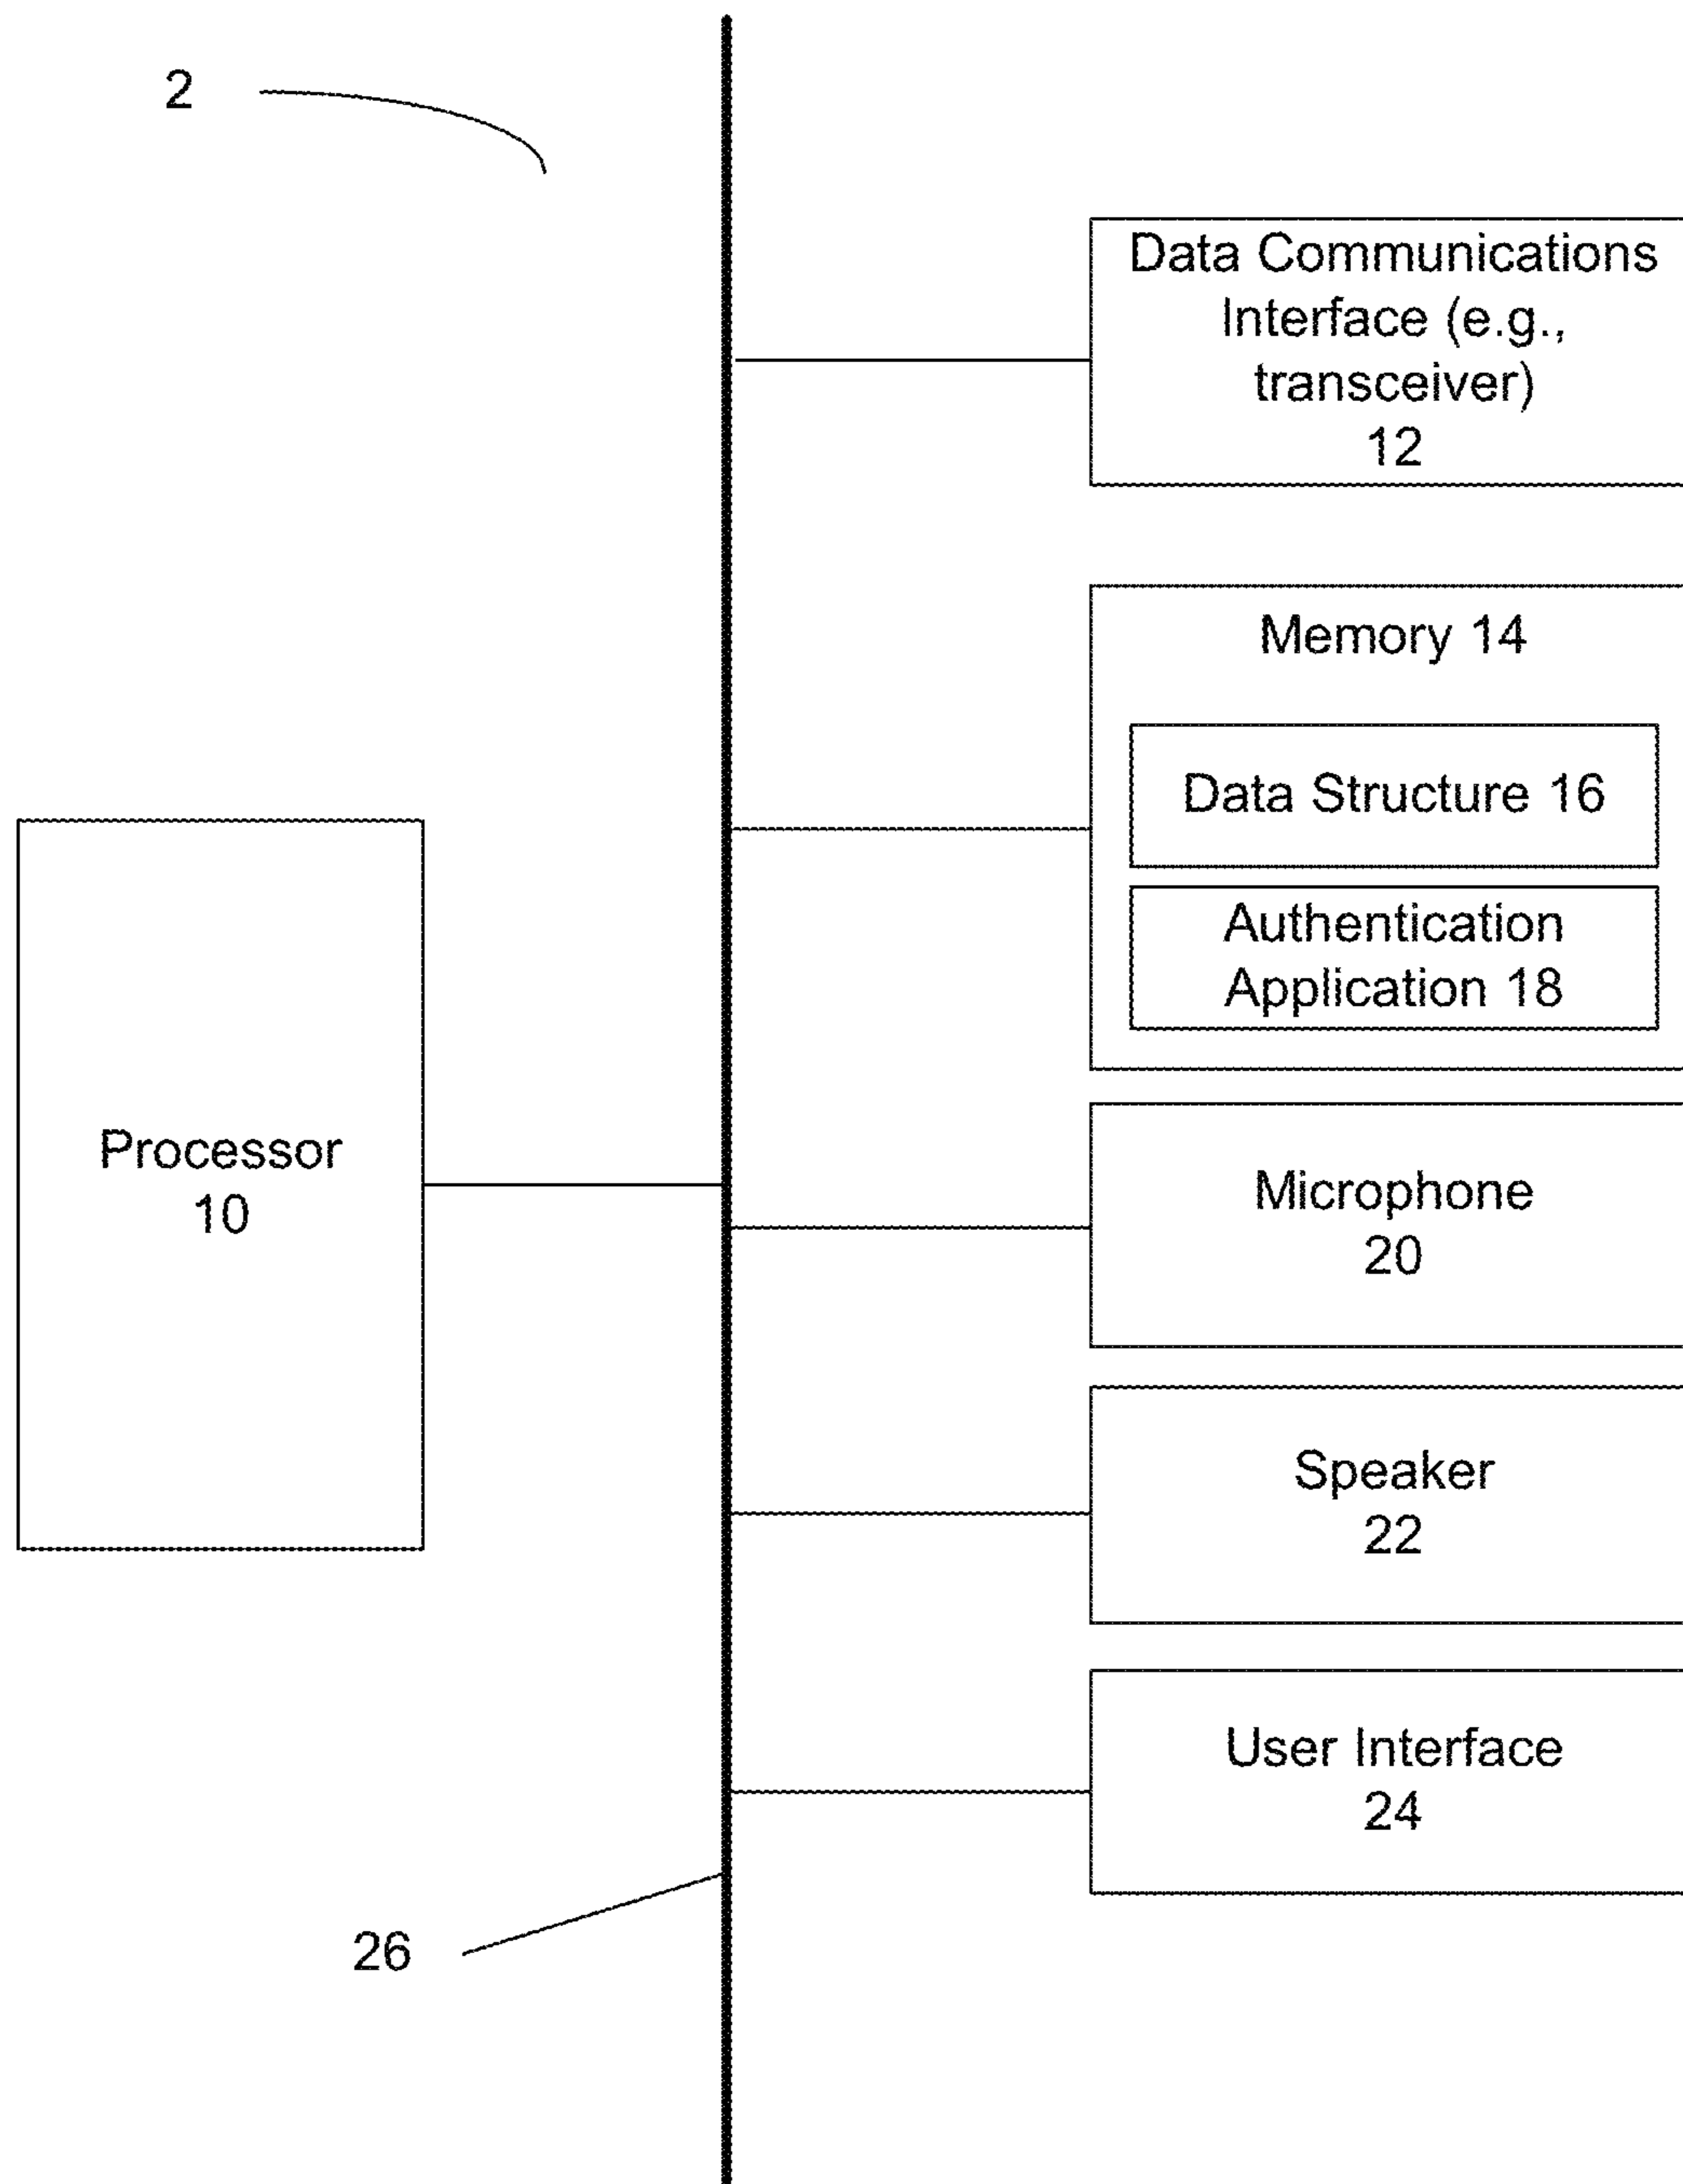 2
Data Communications
Interface (e.g.,
transceiver)
12
Memory 14
Data Structure 16
Authentication
Application 18
Processor
10
Microphone
20
Speaker
22
User Interface
24
26